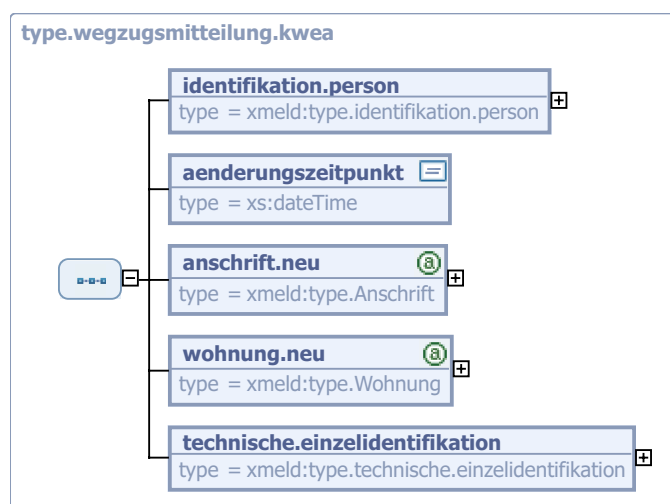 type.wegzugsmitteilung.kwea
identifikation.person
type = xmeld:type.identifikation.person
aenderungszeitpunkt
type = xs:dateTime
anschrift.neu
type = xmeld:type.Anschrift
wohnung.neu
type = xmeld:type.Wohnung
technische.einzelidentifikation
type = xmeld:type.technische.einzelidentifikation